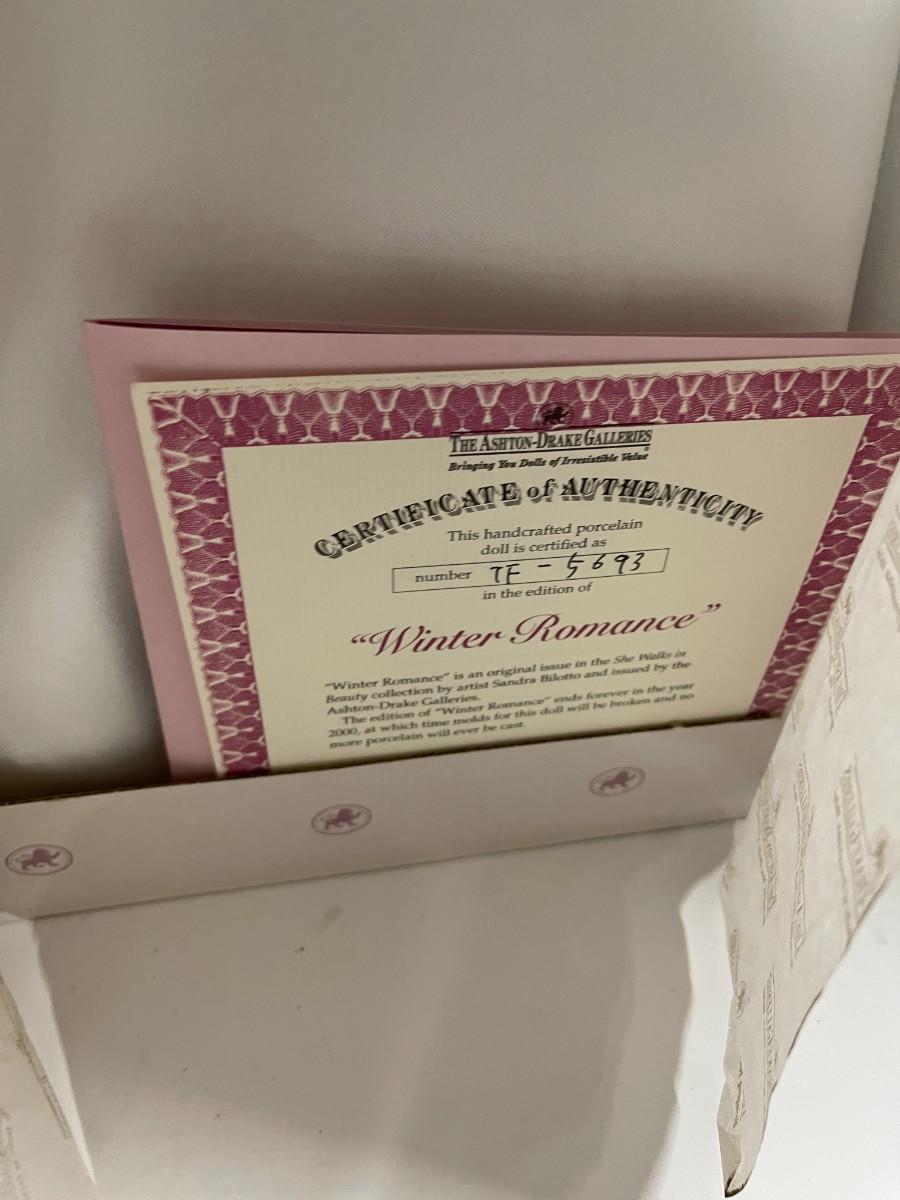 THE ASHTON-DRAKE GALLERIES
Bringing You Dolls of Irresistible Value
CERTIFICATE of AUTHENTICITY
This handcrafted porcelain
doll is certified as
number TF - 5693
in the edition of
"Winter Romance"
"Winter Romance" is an original issue in the She Walks in
Beauty collection by artist Sandra Bilotto and issued by the
Ashton-Drake Galleries.
The edition of "Winter Romance" ends forever in the year
2000, at which time molds for this doll will be broken and no
more porcelain will ever be cast.